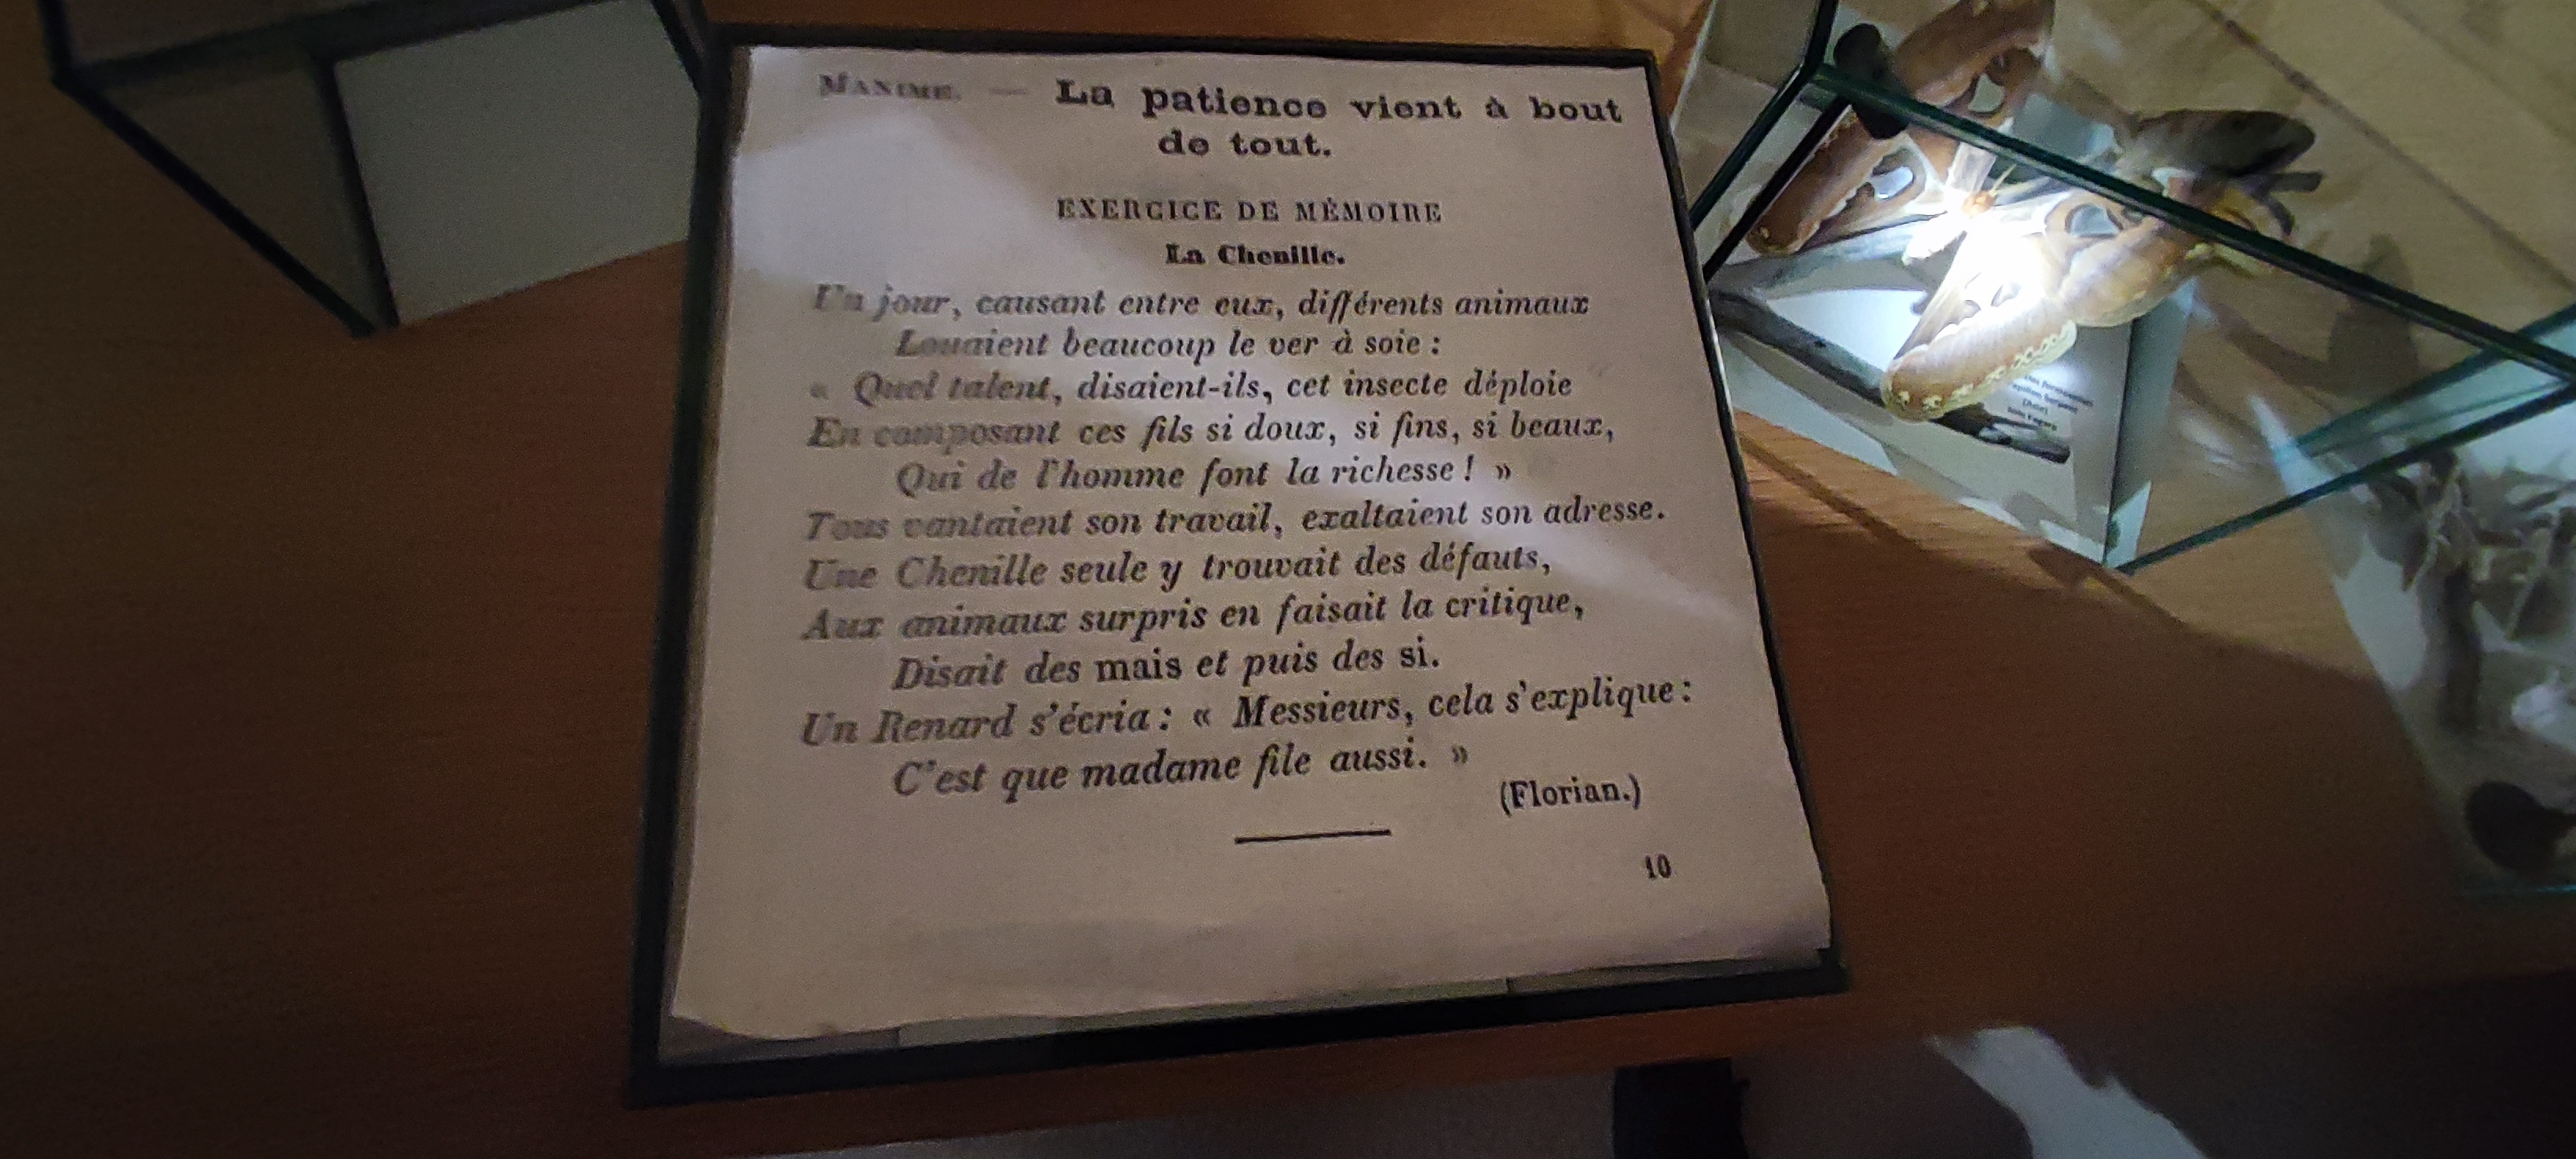 MAXIME. — La patience vient à bout
de tout.
EXERCICE DE MÉMOIRE
La Chenille.
Un jour, causant entre eux, différents animaux
Louaient beaucoup le ver à soie :
« Quel talent, disaient-ils, cet insecte déploie
En composant ces fils si doux, si fins, si beaux,
Qui de l'homme font la richesse ! »
Tous vantaient son travail, exaltaient son adresse.
Une Chenille seule y trouvait des défauts,
Aux animaux surpris en faisait la critique,
Disait des mais et puis des si.
Un Renard s'écria : « Messieurs, cela s'explique :
C'est que madame file aussi. »
(Florian.)
10
(Asie)